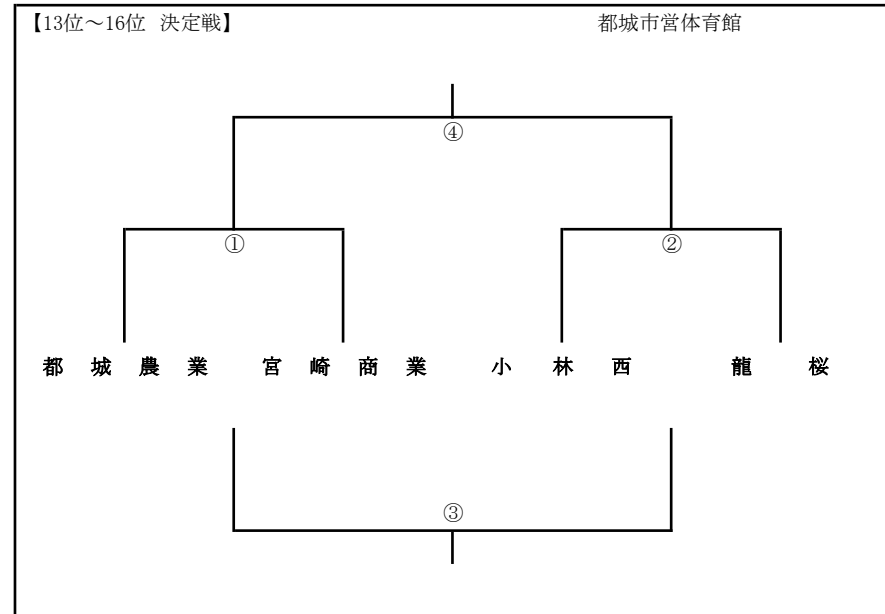 【13位～16位 決定戦】 都城市営体育館
④
① ②
都城農業 宮崎商業 小林西 龍桜
③